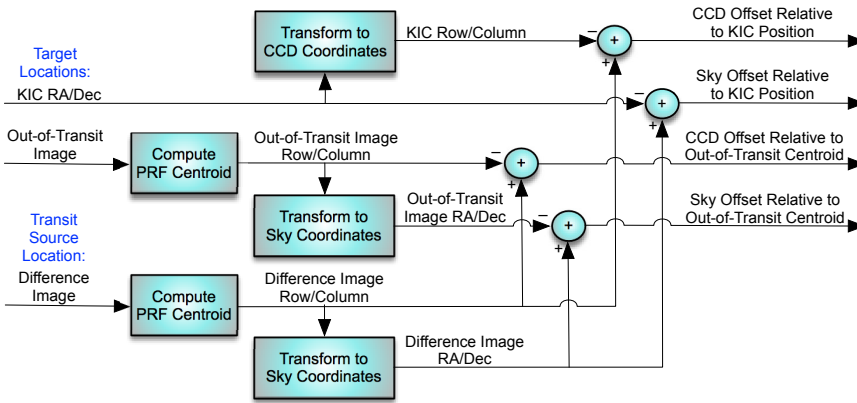 Transform to
CCD Coordinates
KIC Row/Column
−
+
+
CCD Offset Relative
to KIC Position
Target
Locations:
KIC RA/Dec
−
+
+
Sky Offset Relative
to KIC Position
Out-of-Transit
Image
Compute
PRF Centroid
Out-of-Transit Image
Row/Column
−
+
+
CCD Offset Relative to
Out-of-Transit Centroid
Transform to
Sky Coordinates
Out-of-Transit
Image RA/Dec
−
+
+
Sky Offset Relative to
Out-of-Transit Centroid
Transit
Source
Location:
Difference
Image
Compute
PRF Centroid
Difference Image
Row/Column
Transform to
Sky Coordinates
Difference Image
RA/Dec